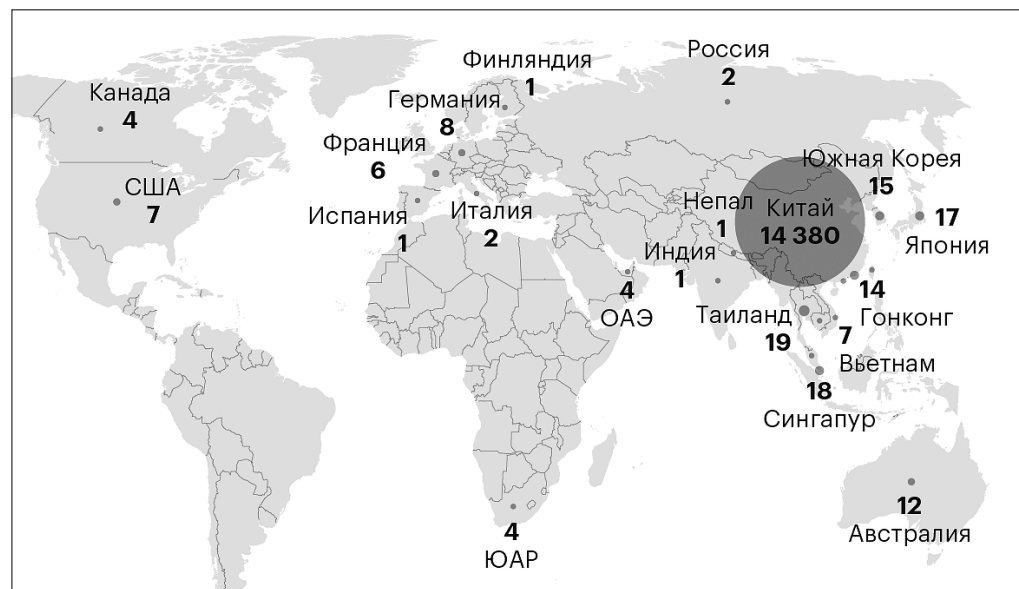 Финляндия
1
Россия
2
Канада
4
Германия
8
Франция
6
Южная Корея
15
США
7
Непал
1
Китай
14 380
Испания
1
Италия
2
17
Япония
Индия
1
4
ОАЭ
14
Гонконг
Таиланд
19
7
Вьетнам
18
Сингапур
12
Австралия
4
ЮАР